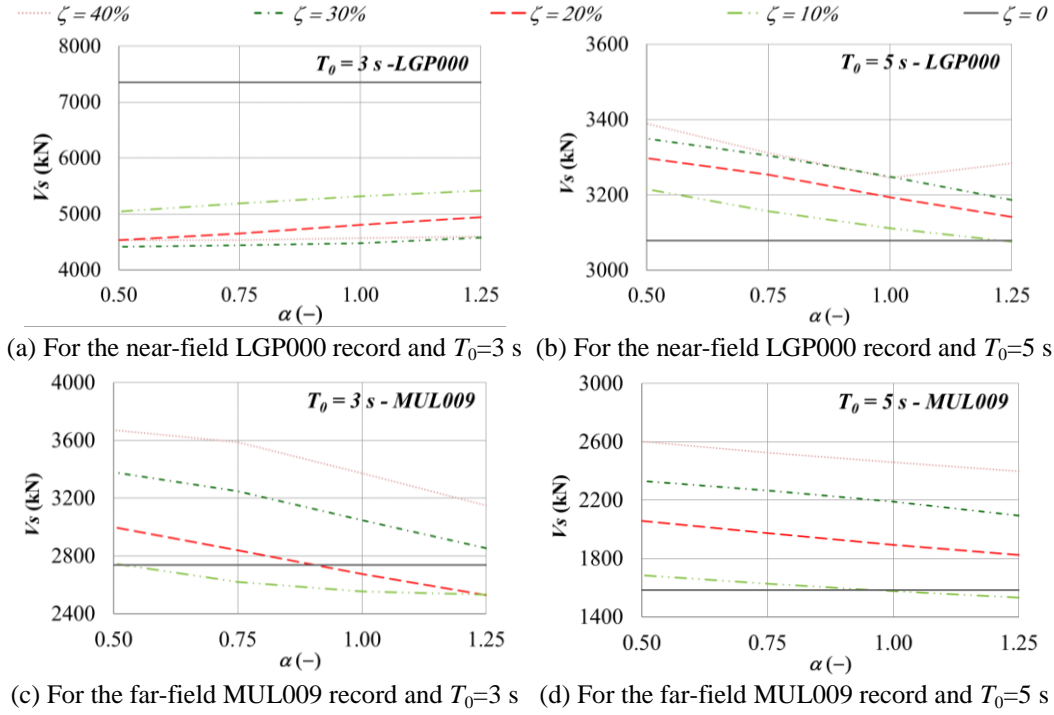 ζ = 40% ζ = 30% ζ = 20% ζ = 10% ζ = 0
8000
7000
6000
5000
4000
Vs (kN)
T0 = 3 s -LGP000
0.50 0.75 1.00 1.25
α (–)
3600
3400
3200
3000
Vs (kN)
T0 = 5 s - LGP000
0.50 0.75 1.00 1.25
α (–)
(a) For the near-field LGP000 record and T0=3 s (b) For the near-field LGP000 record and T0=5 s
4000
3600
3200
2800
2400
Vs (kN)
T0 = 3 s - MUL009
0.50 0.75 1.00 1.25
α (–)
3000
2600
2200
1800
1400
Vs (kN)
T0 = 5 s - MUL009
0.50 0.75 1.00 1.25
α (–)
(c) For the far-field MUL009 record and T0=3 s (d) For the far-field MUL009 record and T0=5 s